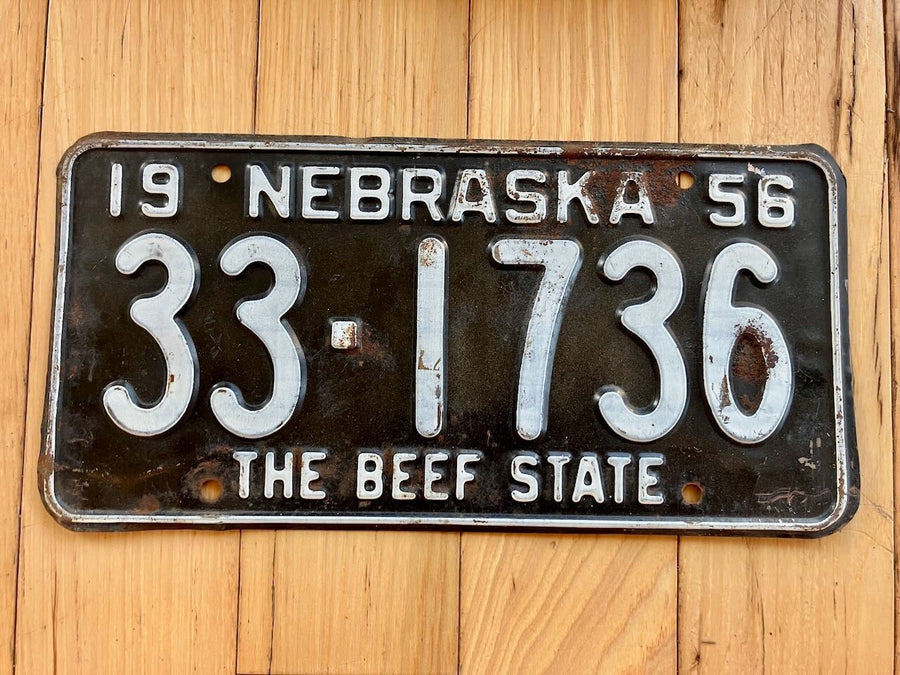 19 NEBRASKA 56
33-1736
THE BEEF STATE